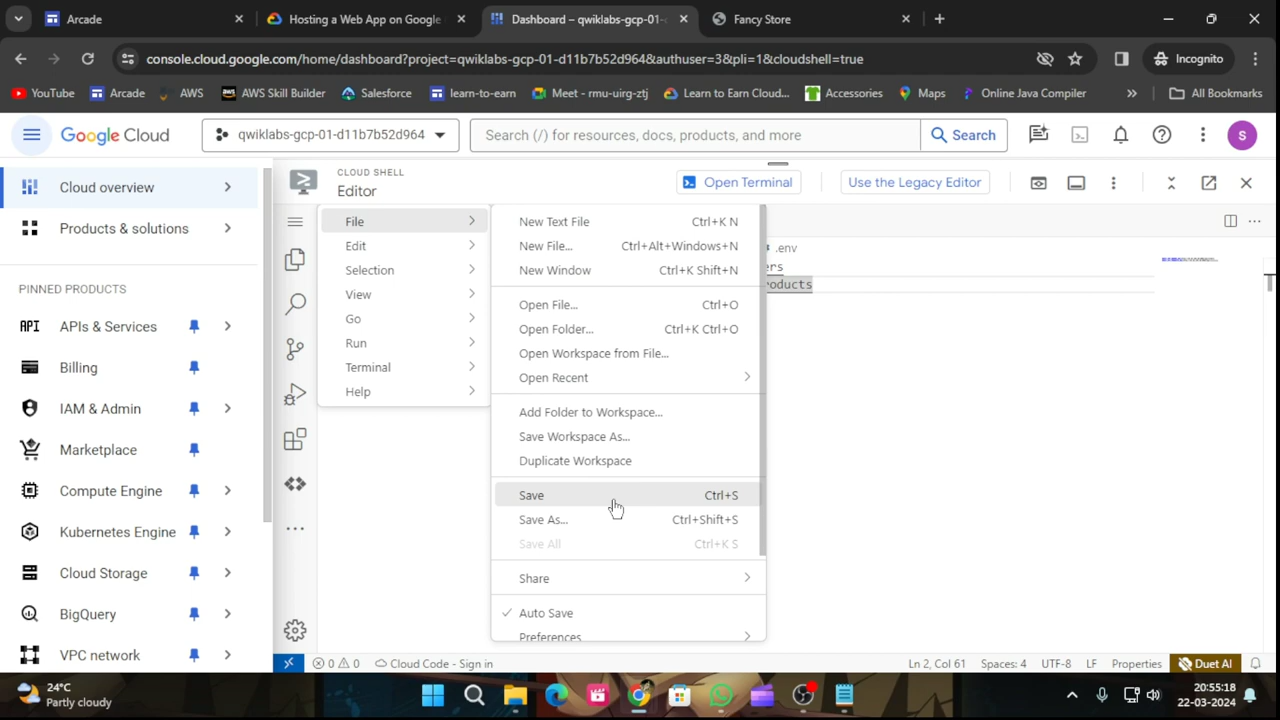 Arcade
Hosting a Web App on Google
Dashboard – qwiklabs-gcp-01-
Fancy Store
console.cloud.google.com/home/dashboard?project=qwiklabs-gcp-01-d11b7b52d964&authuser=3&pli=1&cloudshell=true
Incognito
YouTube
Arcade
AWS
AWS Skill Builder
Salesforce
learn-to-earn
Meet - rmu-uirg-ztj
Learn to Earn Cloud...
Accessories
Maps
Online Java Compiler
All Bookmarks
Google Cloud
qwiklabs-gcp-01-d11b7b52d964
Search (/) for resources, docs, products, and more
Search
S
Cloud overview
Products & solutions
PINNED PRODUCTS
APIs & Services
Billing
IAM & Admin
Marketplace
Compute Engine
Kubernetes Engine
Cloud Storage
BigQuery
VPC network
CLOUD SHELL
Editor
Open Terminal
Use the Legacy Editor
File
Edit
Selection
View
Go
Run
Terminal
Help
New Text File Ctrl+K N
New File... Ctrl+Alt+Windows+N
New Window Ctrl+K Shift+N
Open File... Ctrl+O
Open Folder... Ctrl+K Ctrl+O
Open Workspace from File...
Open Recent
Add Folder to Workspace...
Save Workspace As...
Duplicate Workspace
Save Ctrl+S
Save As... Ctrl+Shift+S
Save All Ctrl+K S
Share
Auto Save
Preferences
.env
ers
oducts
0 0
Cloud Code - Sign in
Ln 2, Col 61
Spaces: 4
UTF-8
LF
Properties
Duet AI
24°C
Partly cloudy
20:55:18
22-03-2024